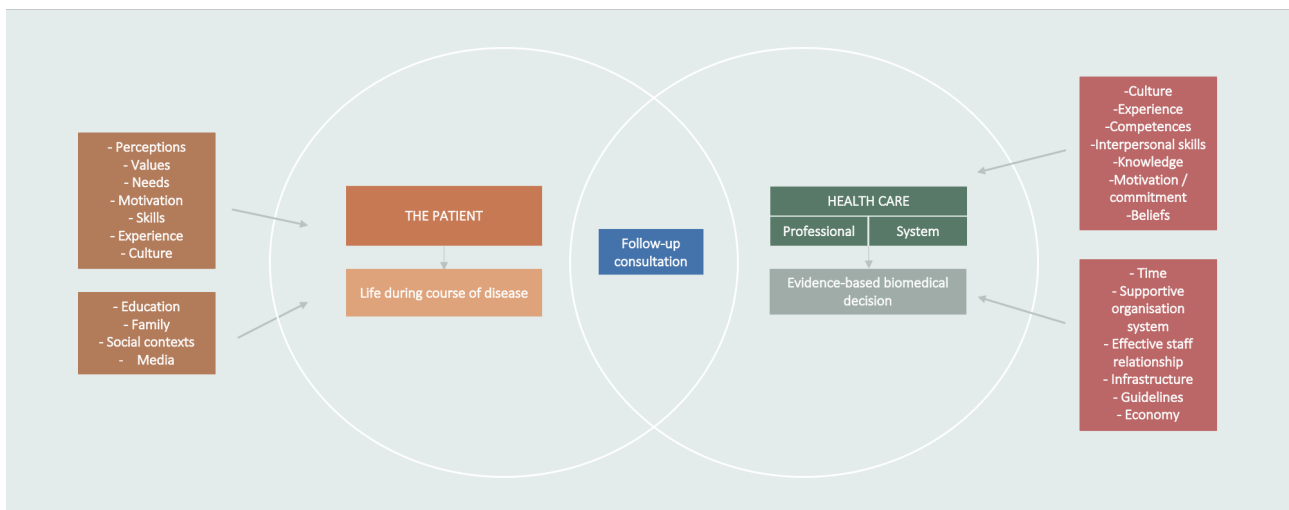 - Perceptions
- Values
- Needs
- Motivation
- Skills
- Experience
- Culture
- Education
- Family
- Social contexts
- Media
THE PATIENT
Life during course of disease
Follow-up
consultation
HEALTH CARE
Professional
System
Evidence-based biomedical
decision
-Culture
-Experience
-Competences
-Interpersonal skills
-Knowledge
-Motivation /
commitment
-Beliefs
- Time
- Supportive
organisation
system
- Effective staff
relationship
- Infrastructure
- Guidelines
- Economy